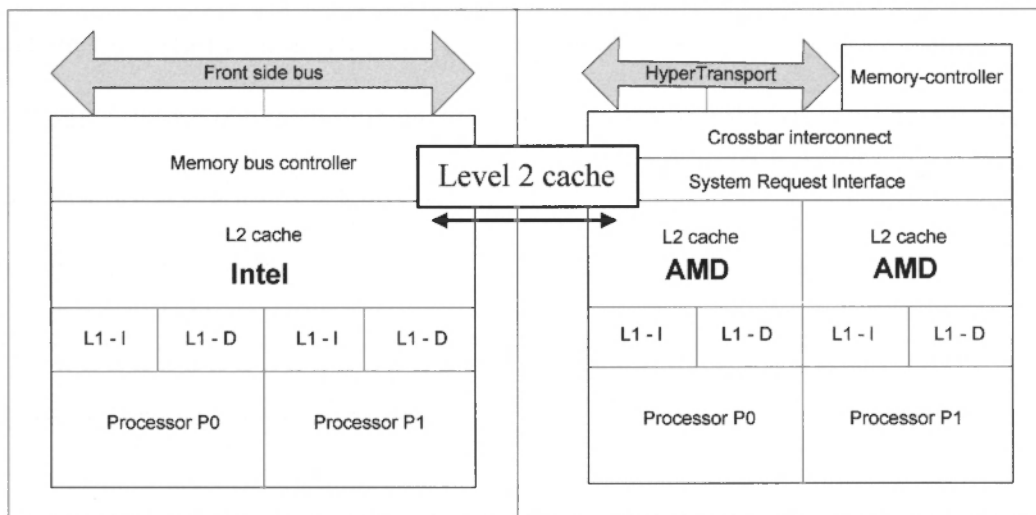 Front side bus
Memory bus controller
L2 cache
Intel
L1 - I
L1 - D
L1 - I
L1 - D
Processor P0
Processor P1
Level 2 cache
HyperTransport
Memory-controller
Crossbar interconnect
System Request Interface
L2 cache
AMD
L2 cache
AMD
L1 - I
L1 - D
L1 - I
L1 - D
Processor P0
Processor P1